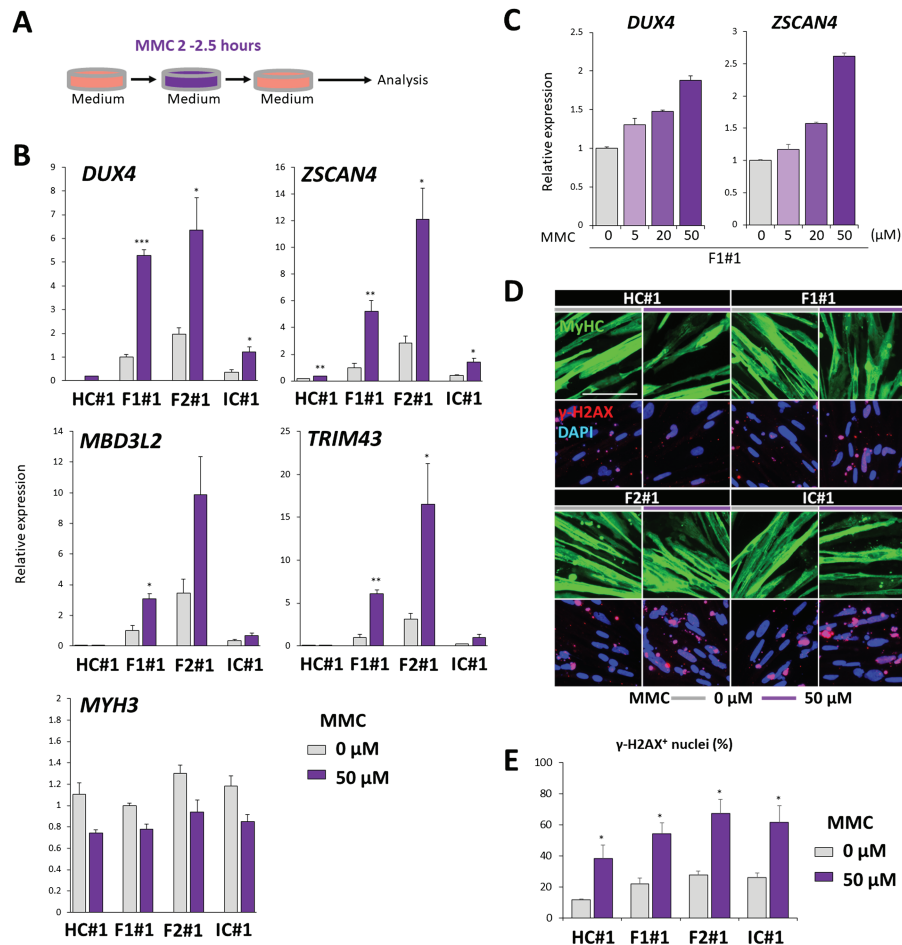 A
MMC 2 -2.5 hours
Medium
Medium
Medium
Analysis
B
DUX4
9
8
7
6
5
4
3
2
1
0
***
*
*
HC#1 F1#1 F2#1 IC#1
ZSCAN4
16
14
12
10
8
6
4
2
0
**
**
*
*
HC#1 F1#1 F2#1 IC#1
Relative expression
MBD3L2
14
12
10
8
6
4
2
0
*
HC#1 F1#1 F2#1 IC#1
TRIM43
25
20
15
10
5
0
**
*
HC#1 F1#1 F2#1 IC#1
MYH3
2
1.8
1.6
1.4
1.2
1
0.8
0.6
0.4
0.2
0
HC#1 F1#1 F2#1 IC#1
MMC
0 μM
50 μM
C
Relative expression
DUX4
2.5
2
1.5
1
0.5
0
MMC 0 5 20 50
ZSCAN4
3
2.5
2
1.5
1
0.5
0
0 5 20 50 (μM)
F1#1
D
HC#1 F1#1
MyHC
γ-H2AX
DAPI
F2#1 IC#1
MMC 0 μM 50 μM
E
γ-H2AX⁺ nuclei (%)
100
80
60
40
20
0
*
*
*
*
HC#1 F1#1 F2#1 IC#1
MMC
0 μM
50 μM